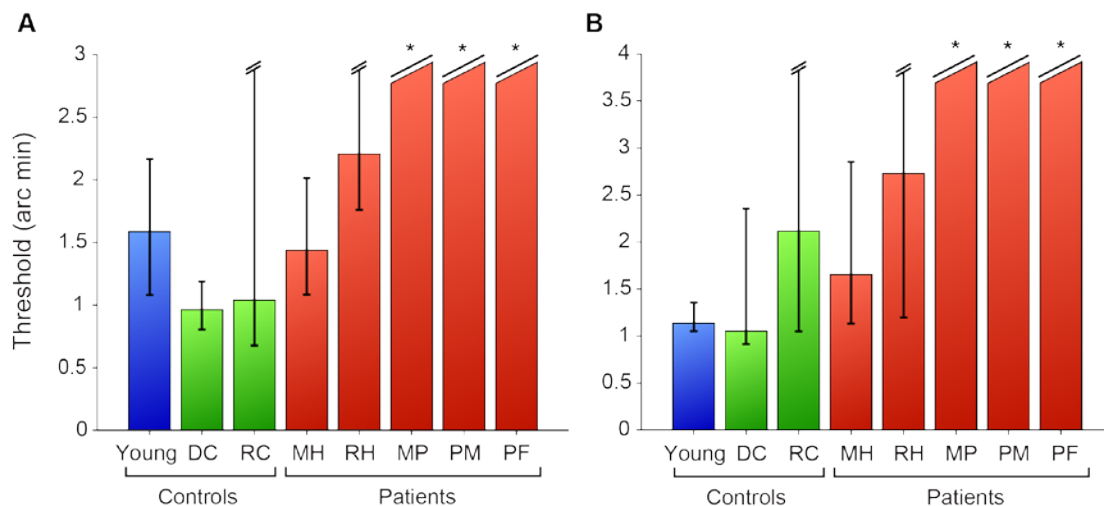 A
B
Threshold (arc min)
3
2.5
2
1.5
1
0.5
0
* * *
Young DC RC MH RH MP PM PF
Controls Patients
4
3.5
3
2.5
2
1.5
1
0.5
0
* * *
Young DC RC MH RH MP PM PF
Controls Patients